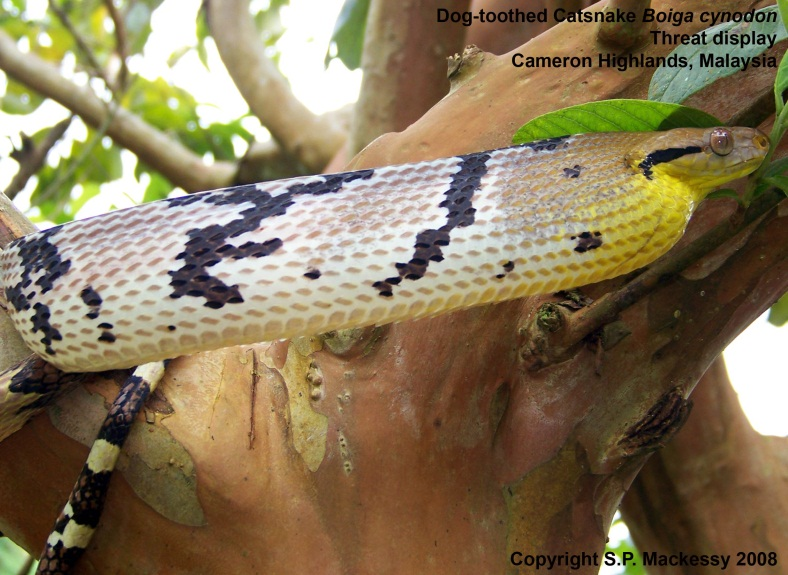 Dog-toothed Catsnake Boiga cynodon
Threat display
Cameron Highlands, Malaysia
Copyright S.P. Mackessy 2008